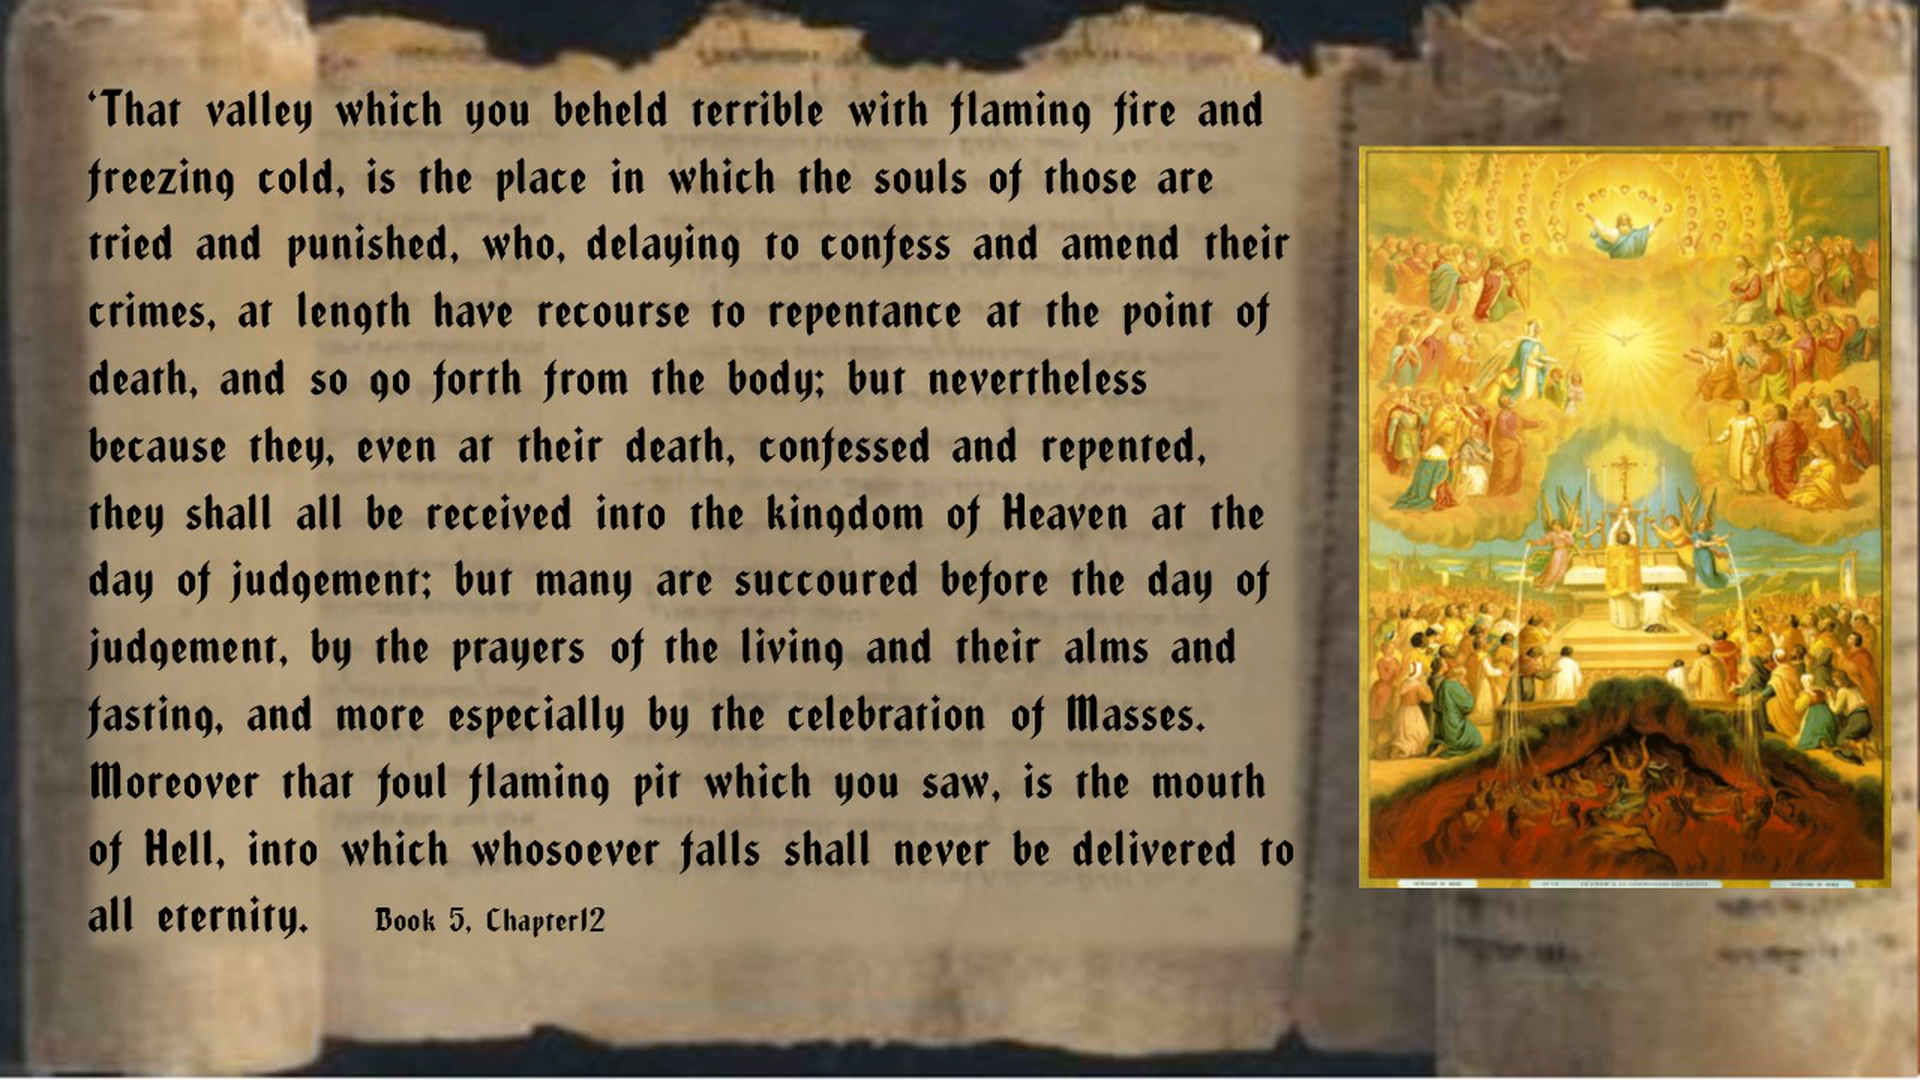 ‘That valley which you beheld terrible with flaming fire and
freezing cold, is the place in which the souls of those are
tried and punished, who, delaying to confess and amend their
crimes, at length have recourse to repentance at the point of
death, and so go forth from the body; but nevertheless
because they, even at their death, confessed and repented,
they shall all be received into the kingdom of Heaven at the
day of judgement; but many are succoured before the day of
judgement, by the prayers of the living and their alms and
fasting, and more especially by the celebration of Masses.
Moreover that foul flaming pit which you saw, is the mouth
of Hell, into which whosoever falls shall never be delivered to
all eternity. Book 5, Chapter12